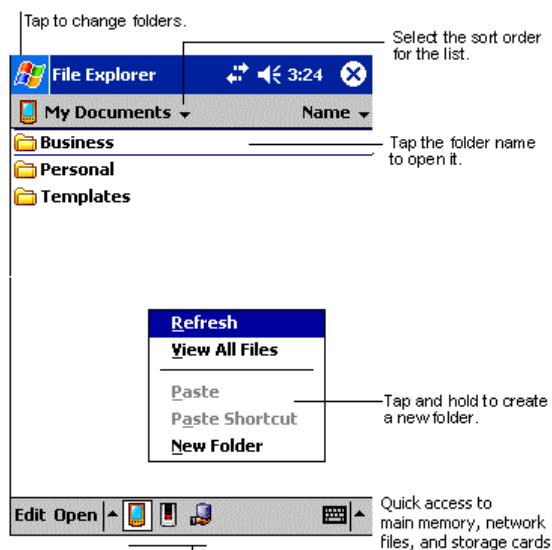 Tap to change folders.
Select the sort order
for the list.
File Explorer 3:24
My Documents Name
Business
Tap the folder name
to open it.
Personal
Templates
Refresh
View All Files
Paste
Paste Shortcut
New Folder
Tap and hold to create
a new folder.
Edit Open
Quick access to
main memory, network
files, and storage cards